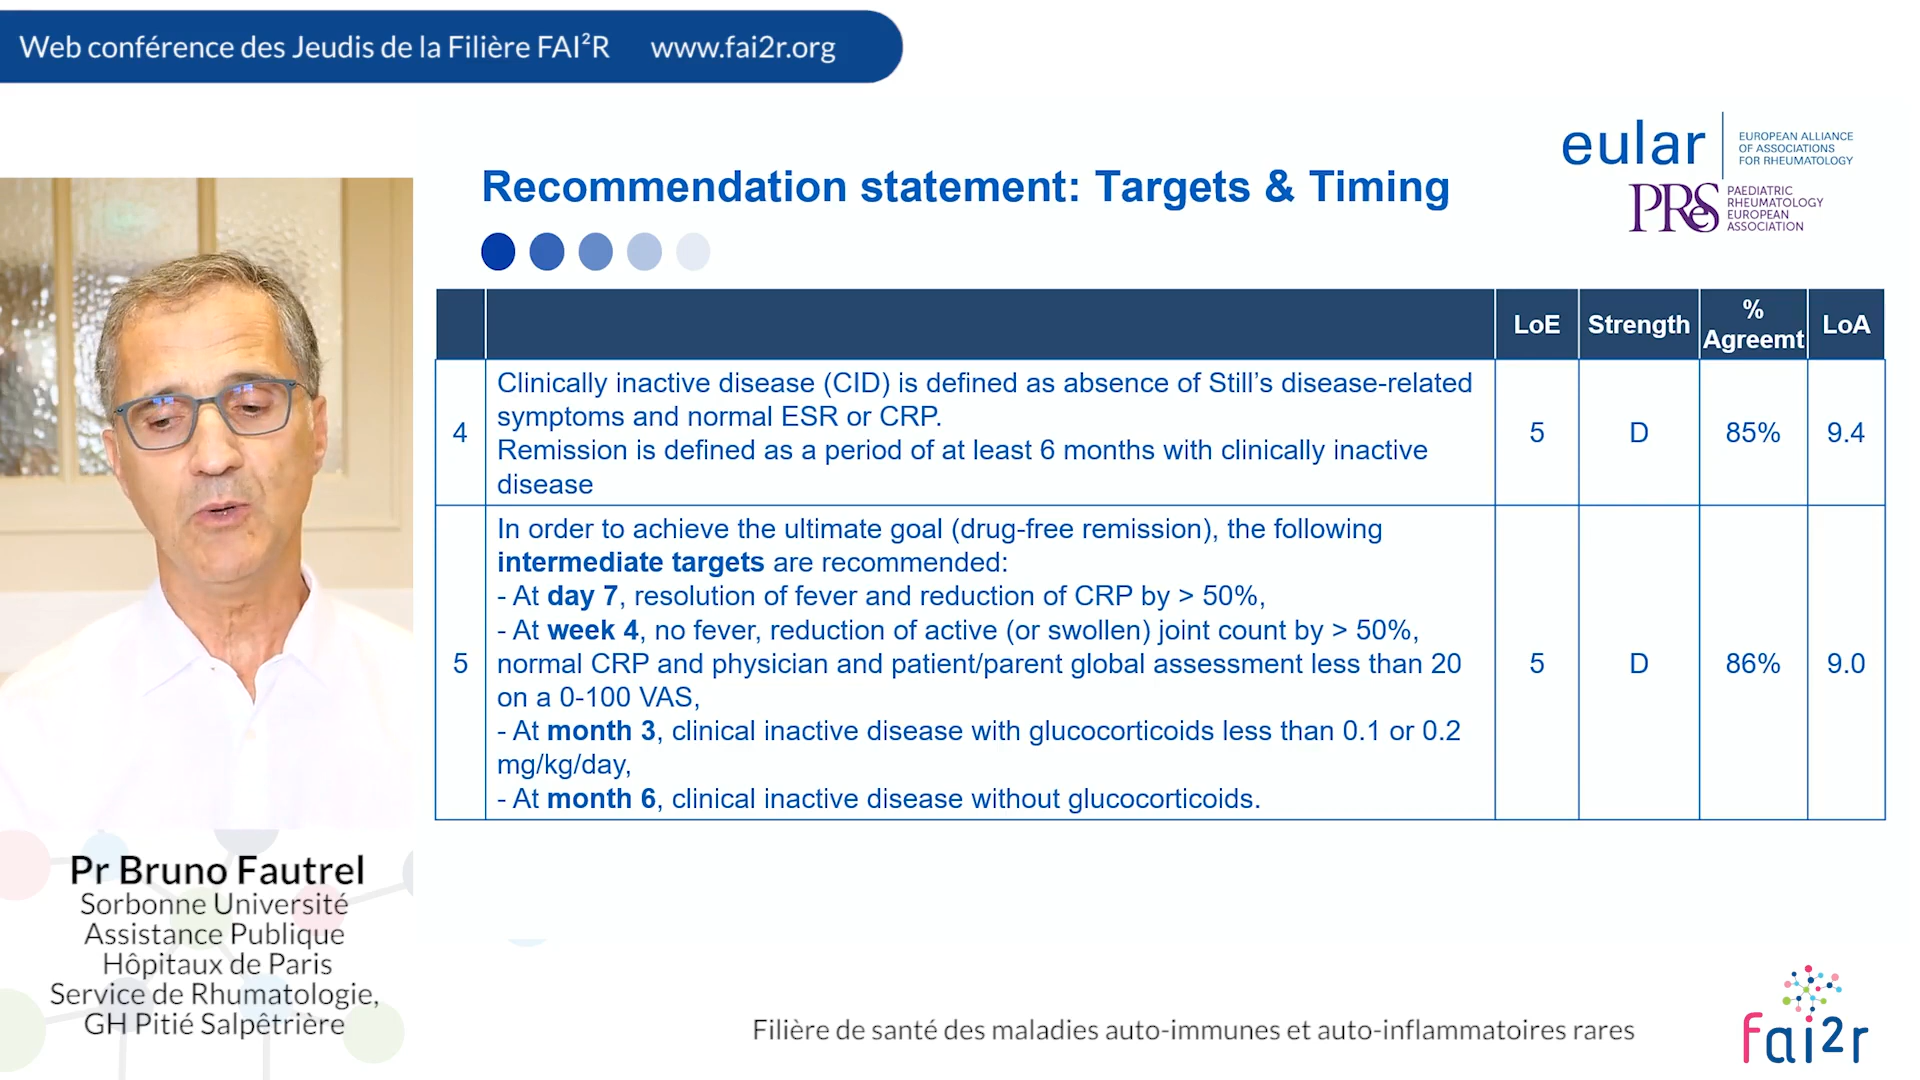 Web conférence des Jeudis de la Filière FAI²R www.fai2r.org
eular
EUROPEAN ALLIANCE
OF ASSOCIATIONS
FOR RHEUMATOLOGY
PReS
PAEDIATRIC
RHEUMATOLOGY
EUROPEAN
ASSOCIATION
Recommendation statement: Targets & Timing
LoE Strength % Agreemt LoA
4
Clinically inactive disease (CID) is defined as absence of Still’s disease-related
symptoms and normal ESR or CRP.
Remission is defined as a period of at least 6 months with clinically inactive
disease
5 D 85% 9.4
5
In order to achieve the ultimate goal (drug-free remission), the following
intermediate targets are recommended:
- At day 7, resolution of fever and reduction of CRP by > 50%,
- At week 4, no fever, reduction of active (or swollen) joint count by > 50%,
normal CRP and physician and patient/parent global assessment less than 20
on a 0-100 VAS,
- At month 3, clinical inactive disease with glucocorticoids less than 0.1 or 0.2
mg/kg/day,
- At month 6, clinical inactive disease without glucocorticoids.
5 D 86% 9.0
Pr Bruno Fautrel
Sorbonne Université
Assistance Publique
Hôpitaux de Paris
Service de Rhumatologie,
GH Pitié Salpêtrière
Filière de santé des maladies auto-immunes et auto-inflammatoires rares
fai2r